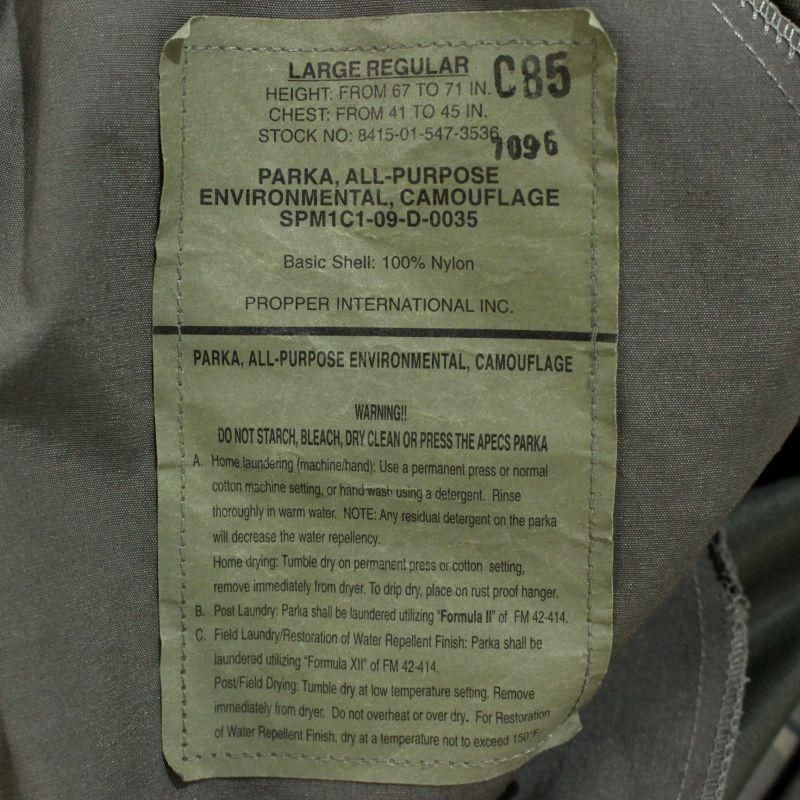 LARGE REGULAR
HEIGHT: FROM 67 TO 71 IN.
C85
CHEST: FROM 41 TO 45 IN.
STOCK NO: 8415-01-547-3536
7096
PARKA, ALL-PURPOSE
ENVIRONMENTAL, CAMOUFLAGE
SPM1C1-09-D-0035
Basic Shell: 100% Nylon
PROPPER INTERNATIONAL INC.
PARKA, ALL-PURPOSE ENVIRONMENTAL, CAMOUFLAGE
WARNING!!
DO NOT STARCH, BLEACH, DRY CLEAN OR PRESS THE APECS PARKA
A. Home laundering (machine/hand): Use a permanent press or normal
cotton machine setting, or hand wash using a detergent. Rinse
thoroughly in warm water. NOTE: Any residual detergent on the parka
will decrease the water repellency.
Home drying: Tumble dry on permanent press or cotton setting,
remove immediately from dryer. To drip dry, place on rust proof hanger.
B. Post Laundry: Parka shall be laundered utilizing "Formula II" of FM 42-414.
C. Field Laundry/Restoration of Water Repellent Finish: Parka shall be
laundered utilizing "Formula XII" of FM 42-414.
Post/Field Drying: Tumble dry at low temperature setting. Remove
immediately from dryer. Do not overheat or over dry. For Restoration
of Water Repellent Finish, dry at a temperature not to exceed 150°F.